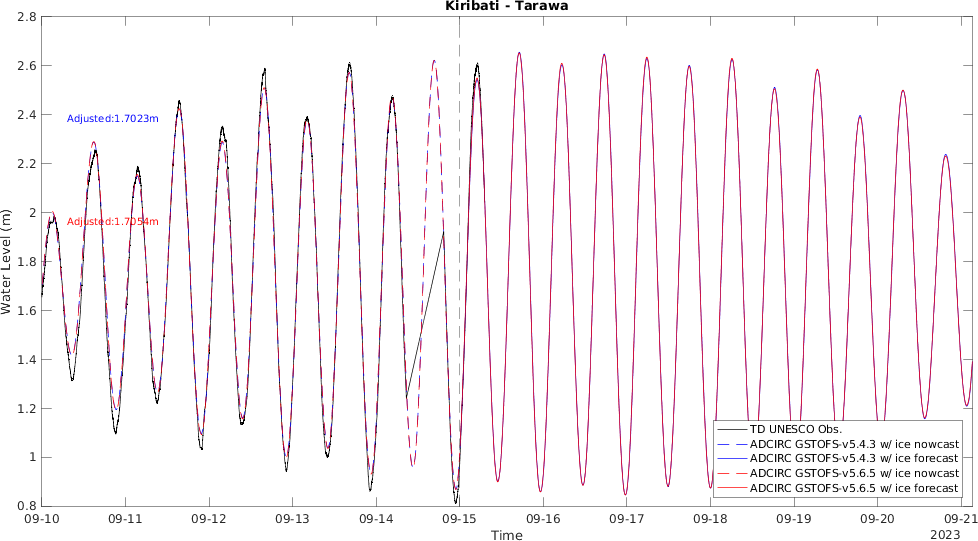 Kiribati - Tarawa
2.8
2.6
2.4
2.2
2
1.8
1.6
1.4
1.2
1
0.8
Water Level (m)
Adjusted:1.7023m
Adjusted:1.7054m
TD UNESCO Obs.
ADCIRC GSTOFS-v5.4.3 w/ ice nowcast
ADCIRC GSTOFS-v5.4.3 w/ ice forecast
ADCIRC GSTOFS-v5.6.5 w/ ice nowcast
ADCIRC GSTOFS-v5.6.5 w/ ice forecast
09-10 09-11 09-12 09-13 09-14 09-15 09-16 09-17 09-18 09-19 09-20 09-21
Time
2023